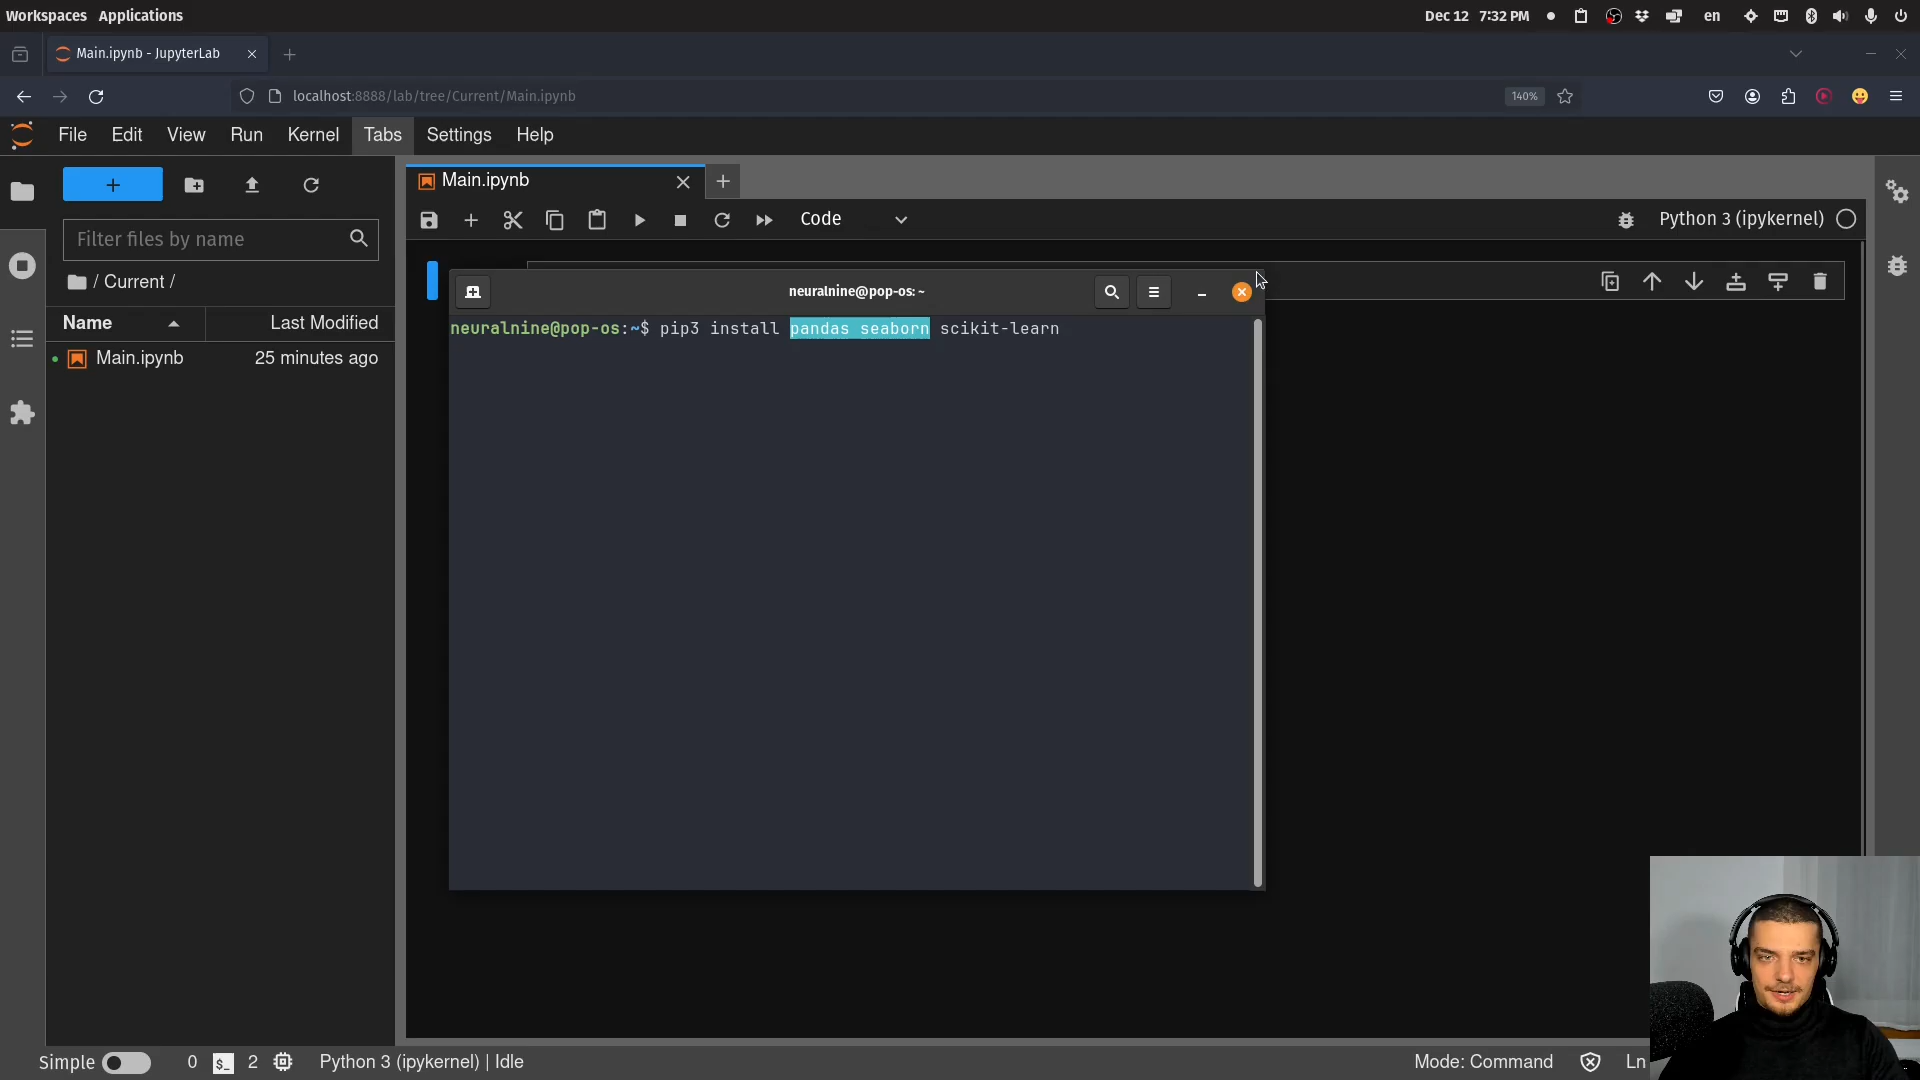 Workspaces Applications
Dec 12 7:32 PM
en
Main.ipynb - JupyterLab
localhost:8888/lab/tree/Current/Main.ipynb
140%
File Edit View Run Kernel Tabs Settings Help
Main.ipynb
Code
Python 3 (ipykernel)
Filter files by name
/ Current /
Name
Last Modified
Main.ipynb
25 minutes ago
neuralnine@pop-os: ~
neuralnine@pop-os:~$ pip3 install pandas seaborn scikit-learn
Simple
0
$_
2
Python 3 (ipykernel) | Idle
Mode: Command
Ln